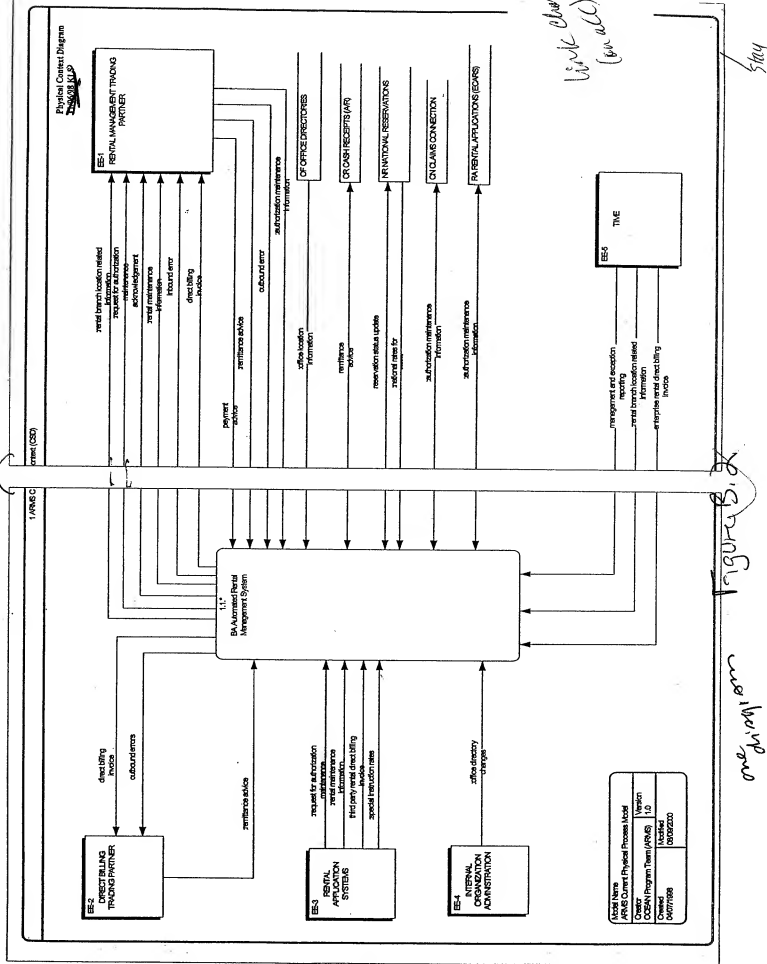 Physical Context Diagram
1 ARMS C
ontext (CSD)
EE-1
RENTAL MANAGEMENT TRADING
PARTNER
:rental branch location related
information
:request for authorization
maintenance
acknowledgement
:rental maintenance
information
inbound error
direct billing
invoice
payment
advice
:remittance advice
outbound error
:authorization maintenance
information
OF OFFICE DIRECTORIES
:office location
information
CR CASH RECEIPTS (A/R)
remittance
advice
NR NATIONAL RESERVATIONS
reservation status update
:national rates for
CN CLAIMS CONNECTION
:authorization maintenance
information
RA RENTAL APPLICATIONS (ECARS)
:authorization maintenance
information
EE-5
TIME
management and exception
reporting
:rental branch location related
information
enterprise rental direct billing
invoice
1.1.*
BA Automated Rental
Management System
EE-2
DIRECT BILLING
TRADING PARTNER
direct billing
invoice
outbound errors
:remittance advice
EE-3
RENTAL
APPLICATION
SYSTEMS
:request for authorization
maintenance
:rental maintenance
information
third party rental direct billing
invoice
:special instruction rates
EE-4
INTERNAL
ORGANIZATION
ADMINISTRATION
:office directory
changes
Model Name
ARMS Current Physical Process Model
Creator
OCEAN Program Team (ARMS)
Version
1.0
Created
04/07/1998
Modified
Figure